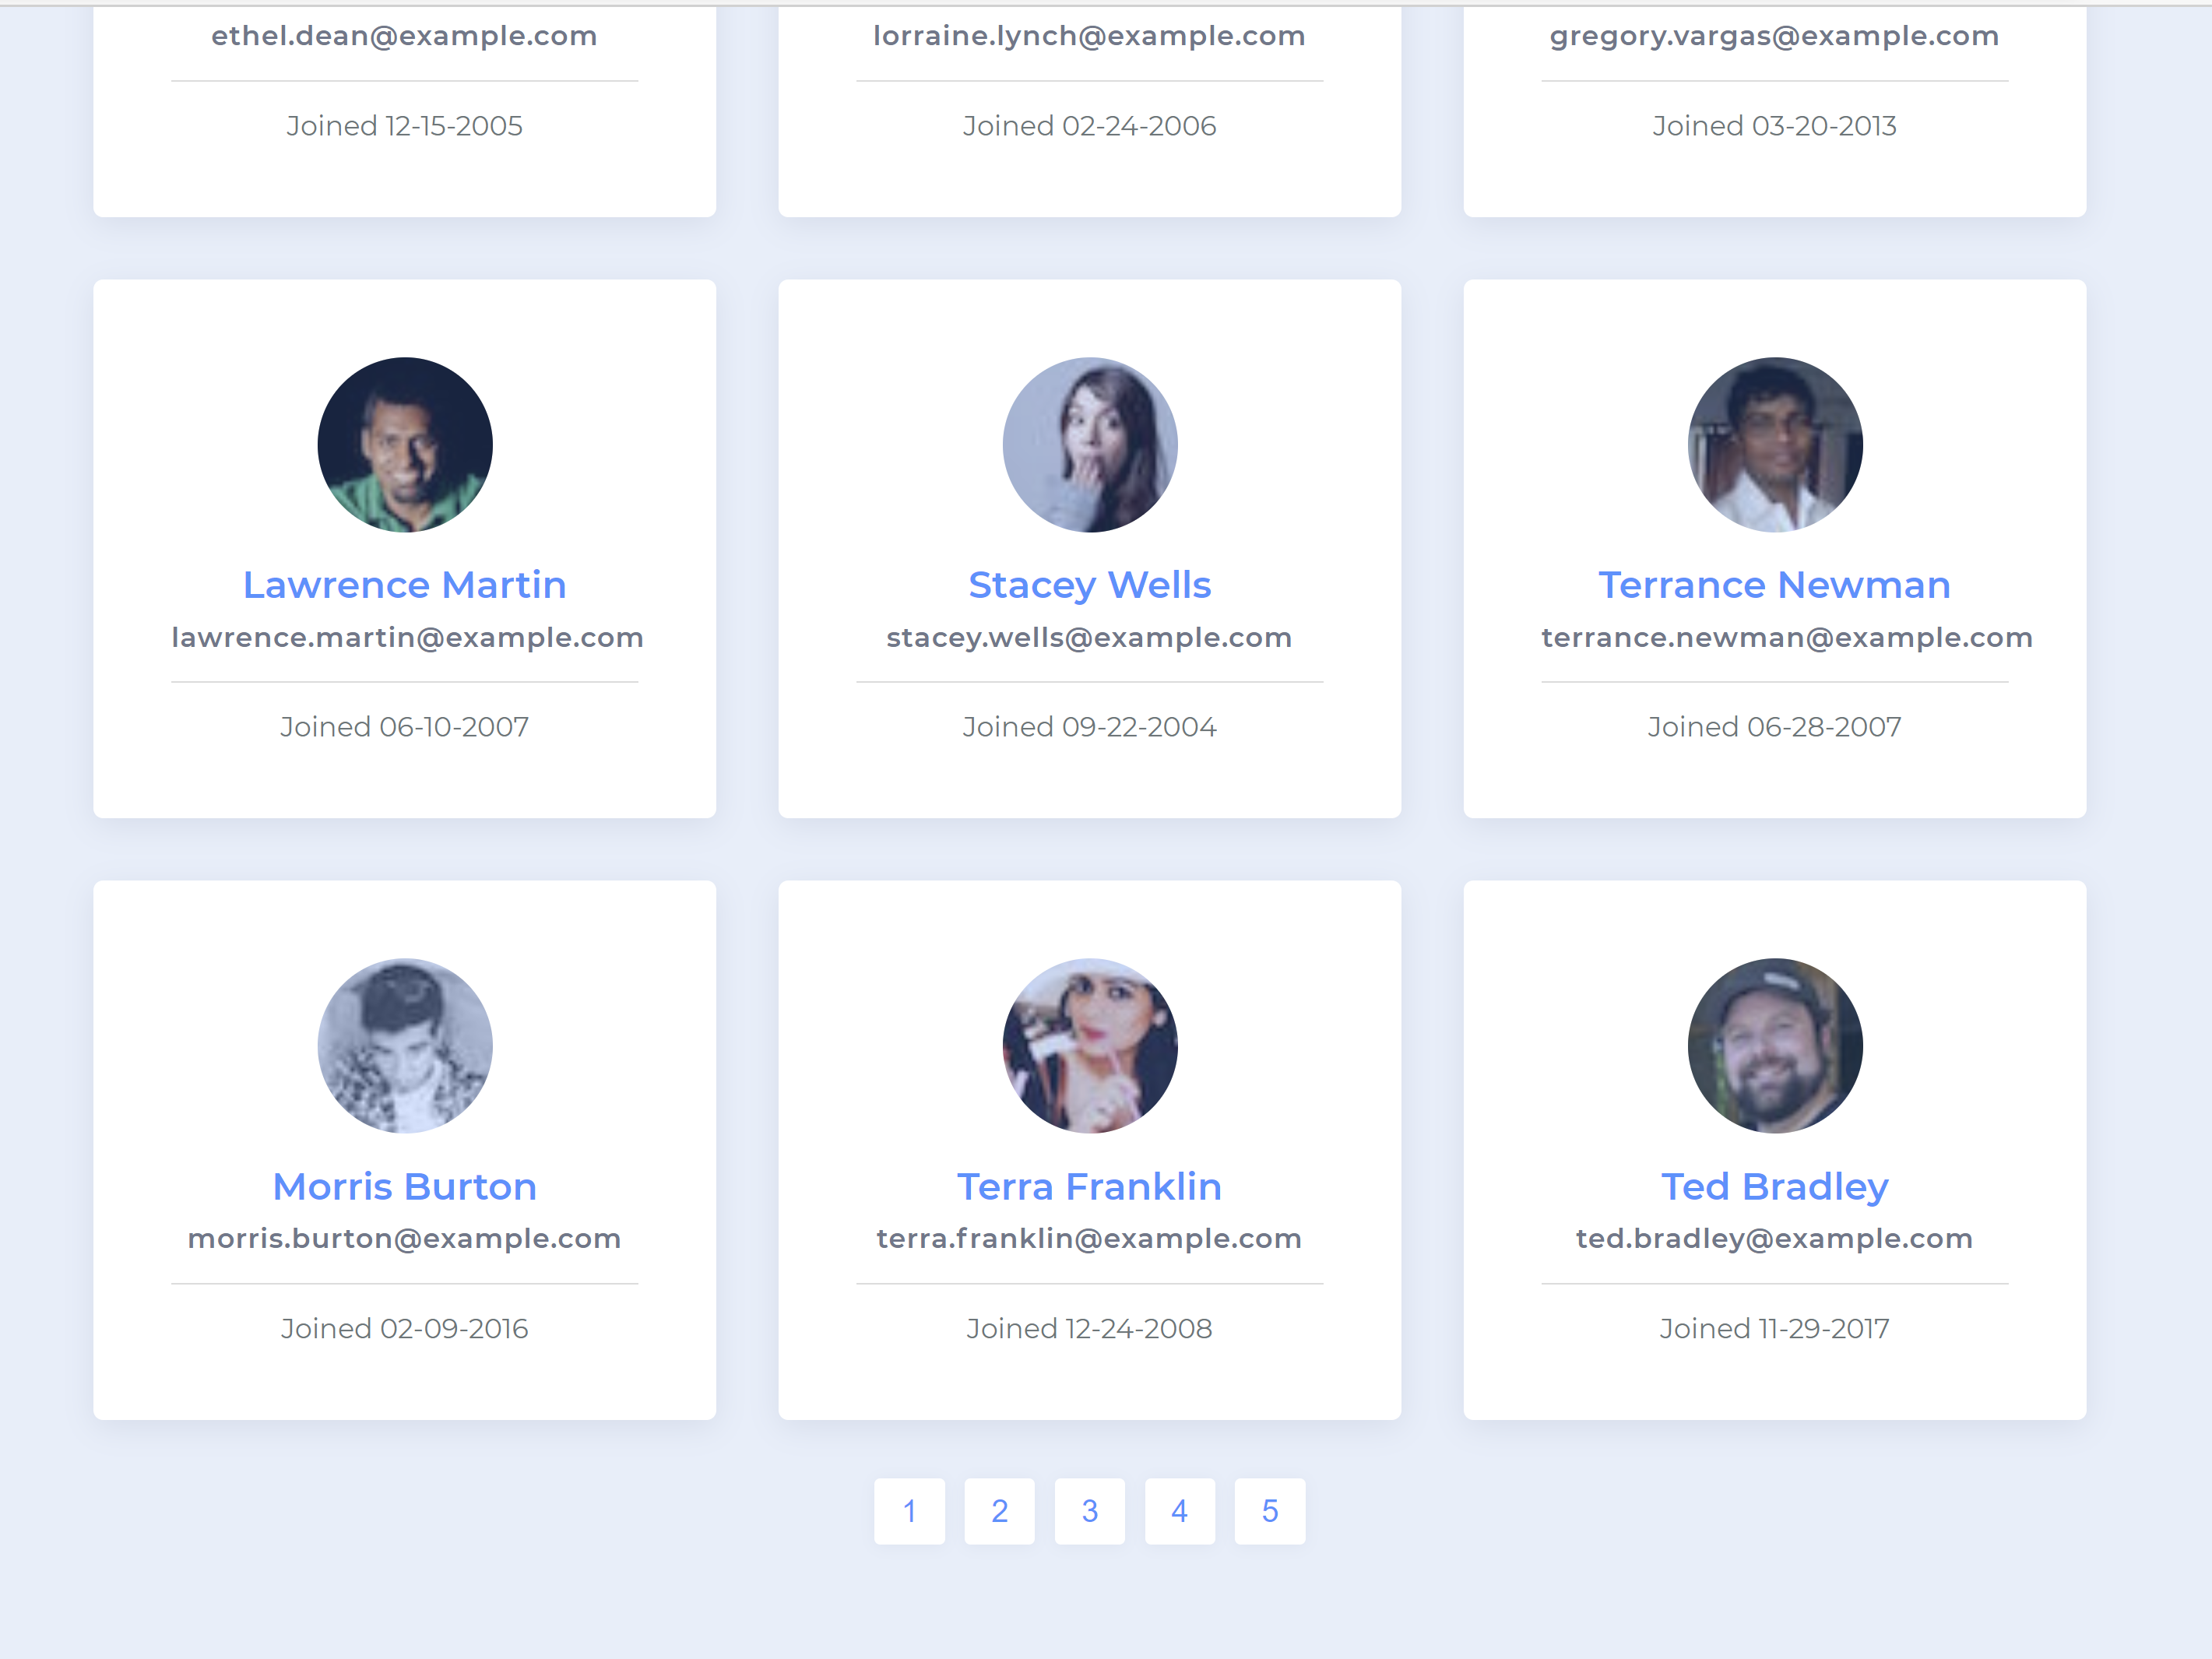 ethel.dean@example.com
Joined 12-15-2005
lorraine.lynch@example.com
Joined 02-24-2006
gregory.vargas@example.com
Joined 03-20-2013
Lawrence Martin
lawrence.martin@example.com
Joined 06-10-2007
Stacey Wells
stacey.wells@example.com
Joined 09-22-2004
Terrance Newman
terrance.newman@example.com
Joined 06-28-2007
Morris Burton
morris.burton@example.com
Joined 02-09-2016
Terra Franklin
terra.franklin@example.com
Joined 12-24-2008
Ted Bradley
ted.bradley@example.com
Joined 11-29-2017
1 2 3 4 5